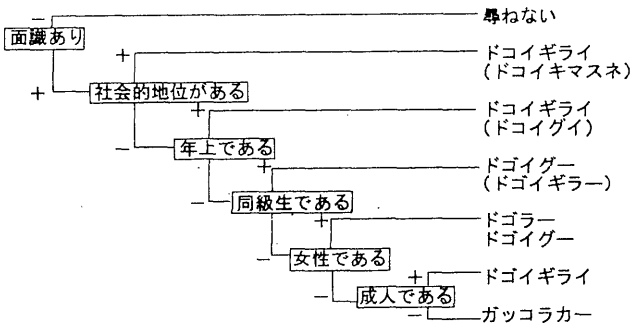 尋ねない
面識あり
ドコイギライ
(ドコイキマスネ)
社会的地位がある
ドコイギライ
(ドコイグイ)
年上である
ドゴイグー
(ドゴイギラー)
同級生である
ドゴラー
ドゴイグー
女性である
ドゴイギライ
成人である
ガッコラカー